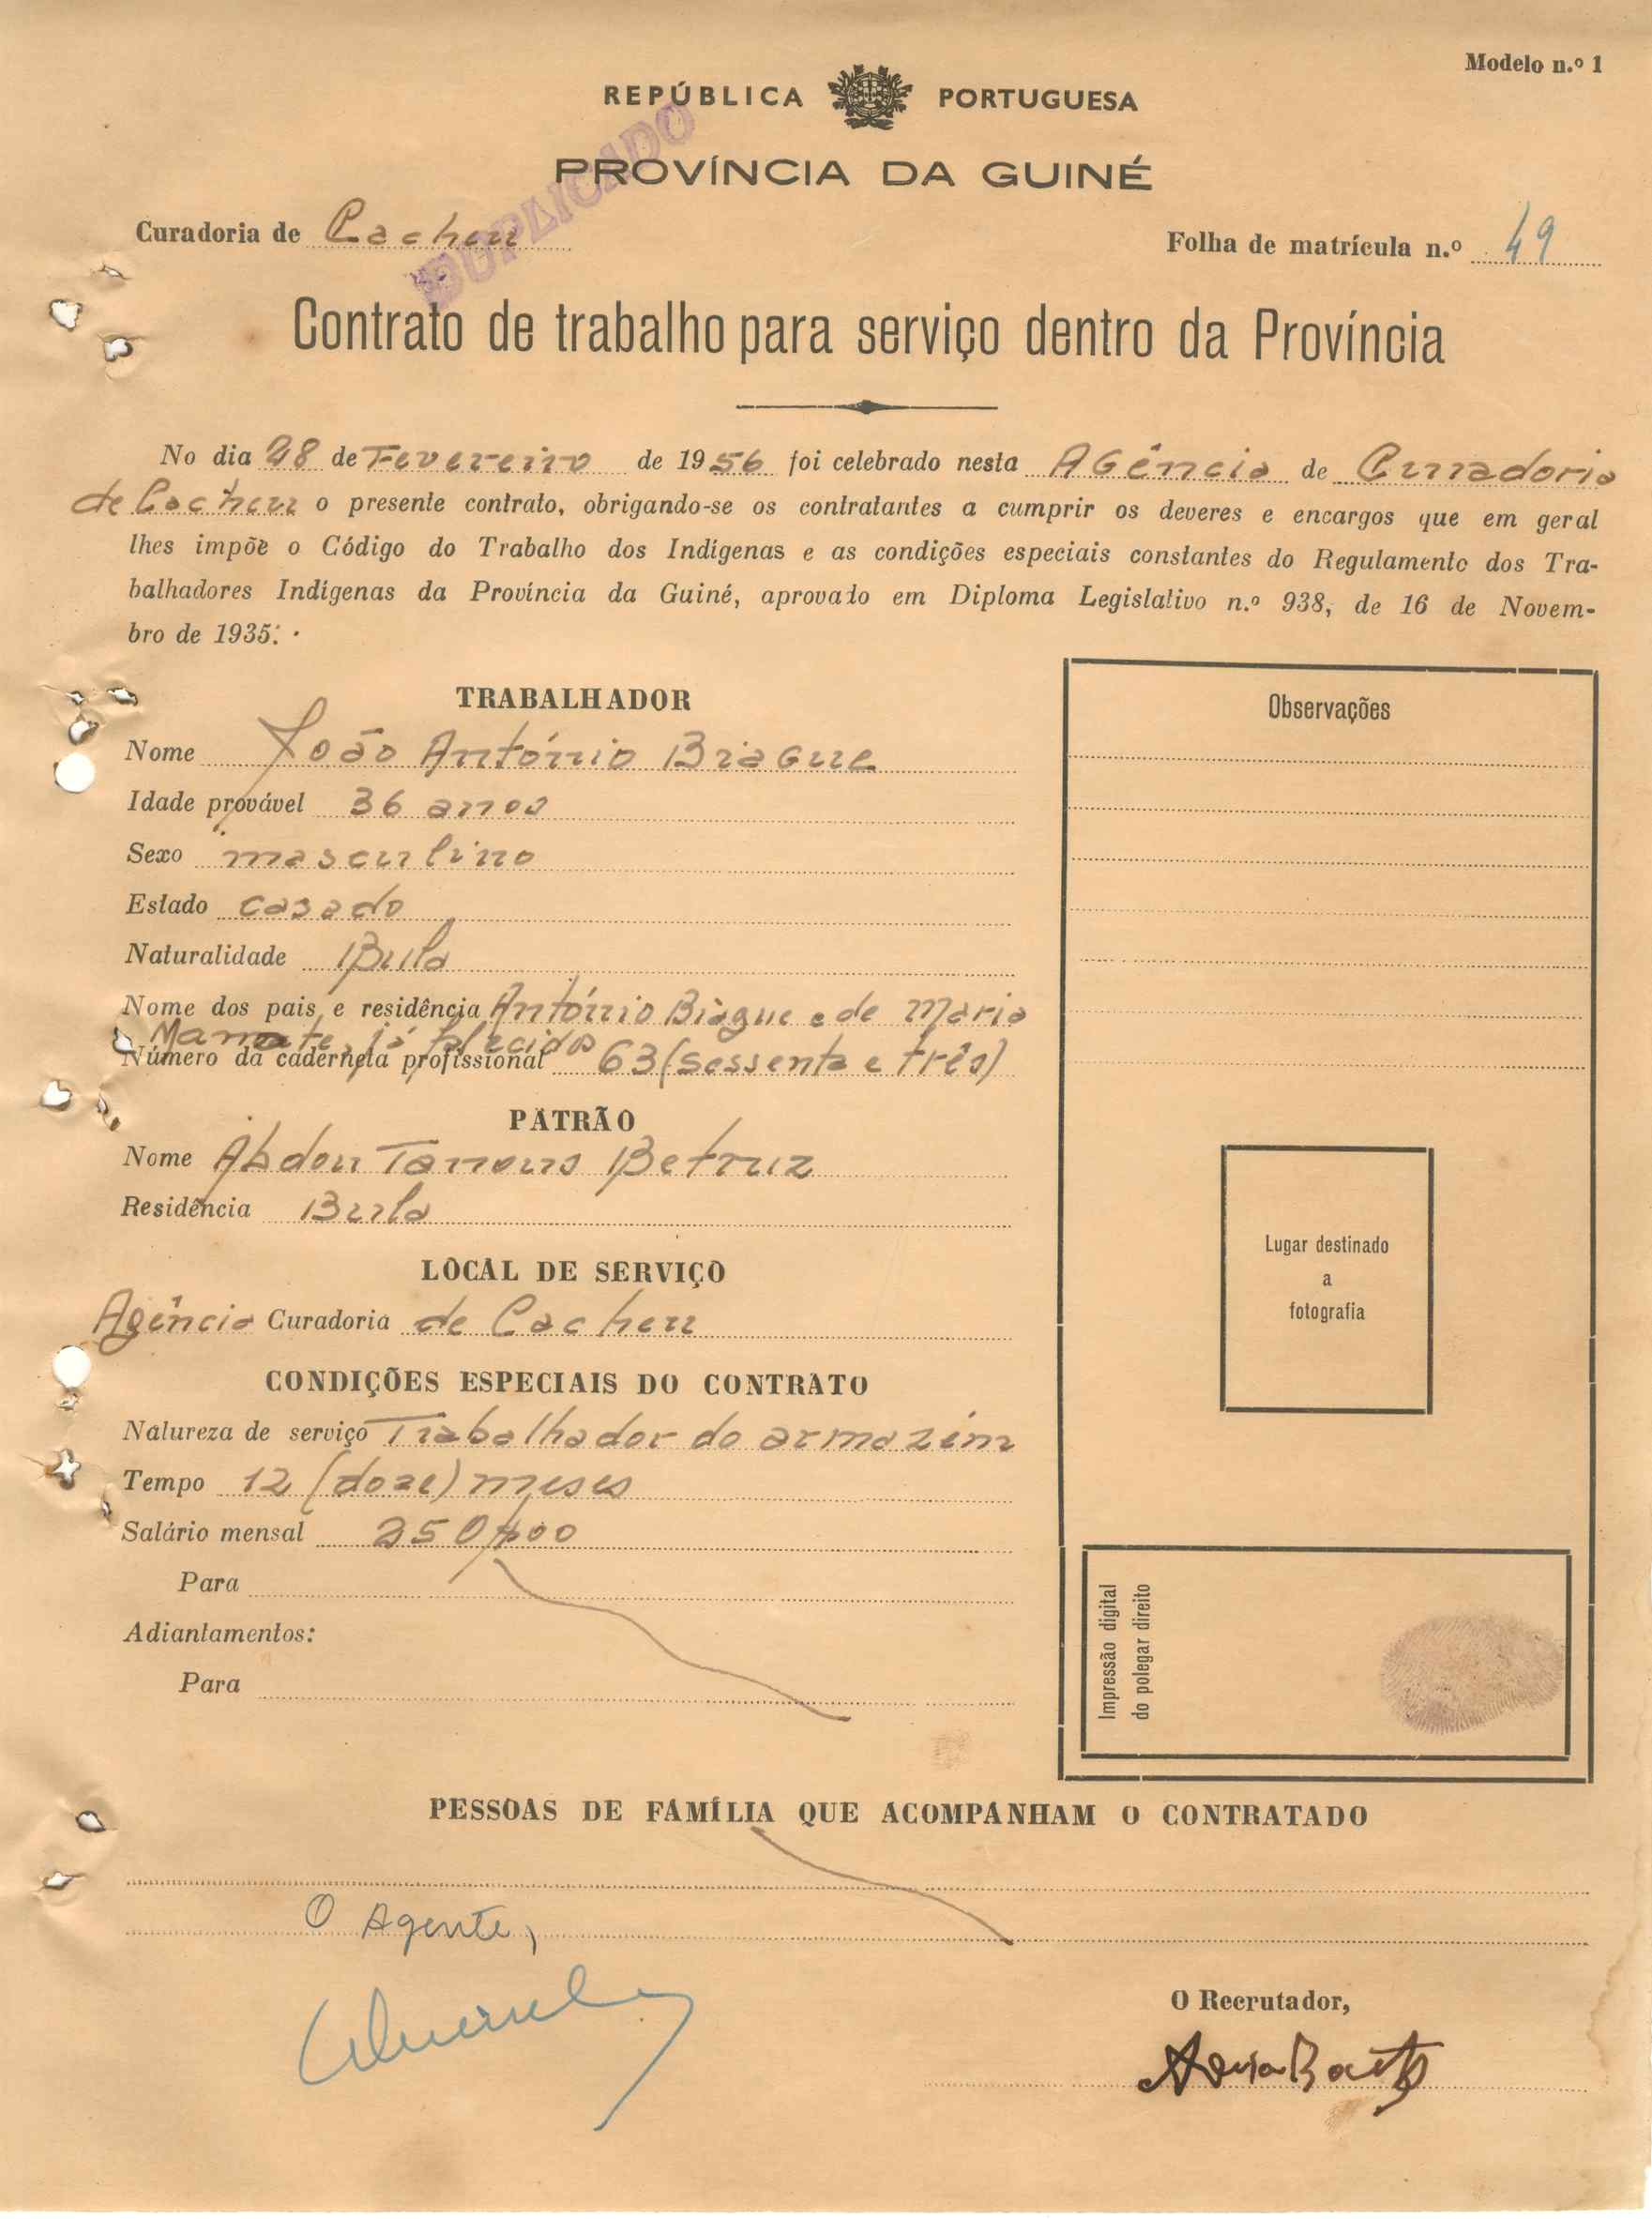 Modelo n.º 1
REPÚBLICA PORTUGUESA
DUPLICADO
PROVÍNCIA DA GUINÉ
Curadoria de Cacheu
Folha de matrícula n.º 49
Contrato de trabalho para serviço dentro da Província
No dia 28 de Fevereiro de 1956 foi celebrado nesta Agência de Curadoria
de Cacheu o presente contrato, obrigando-se os contratantes a cumprir os deveres e encargos que em geral
lhes impõe o Código do Trabalho dos Indígenas e as condições especiais constantes do Regulamento dos Tra-
balhadores Indígenas da Província da Guiné, aprovado em Diploma Legislativo n.º 938, de 16 de Novem-
bro de 1935.
TRABALHADOR
Nome João António Biague
Idade provável 36 anos
Sexo masculino
Estado casado
Naturalidade Bula
Nome dos pais e residência António Biague e de Maria
já falecidos
Número da caderneta profissional 63 (sessenta e três)
PATRÃO
Nome Abdou
Residência Bula
LOCAL DE SERVIÇO
Agência Curadoria de Cacheu
CONDIÇÕES ESPECIAIS DO CONTRATO
Natureza de serviço Trabalhador do armazém
Tempo 12 (doze) meses
Salário mensal 250$00
Para
Adiantamentos:
Para
Observações
Lugar destinado
a
fotografia
Impressão digital
do polegar direito
PESSOAS DE FAMÍLIA QUE ACOMPANHAM O CONTRATADO
O Agente,
O Recrutador,